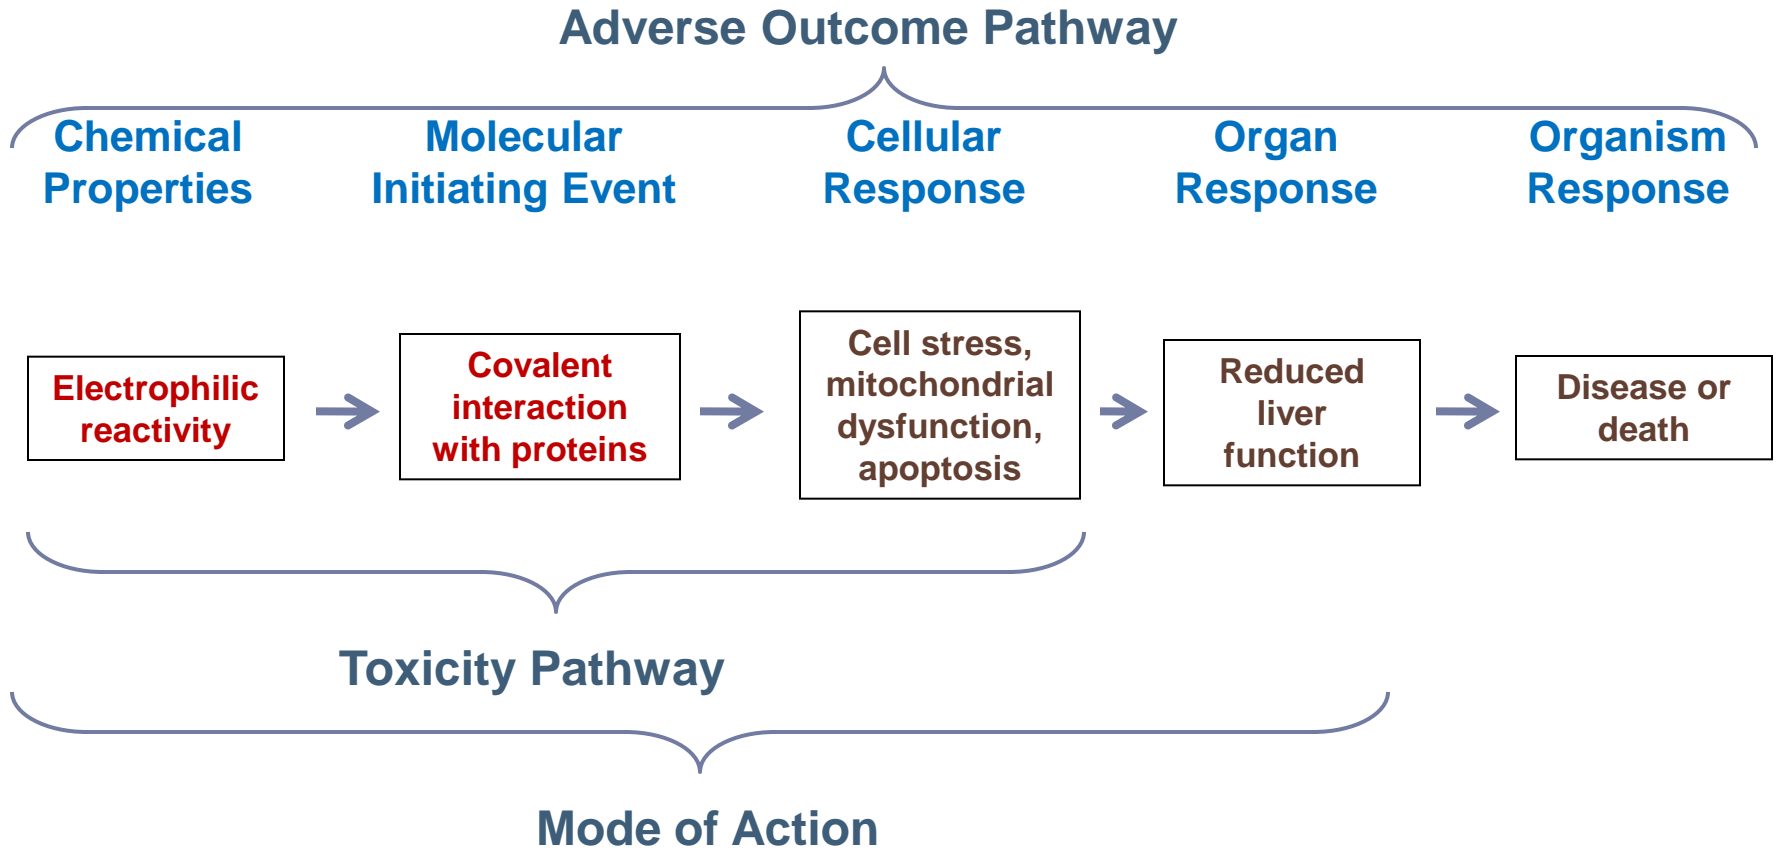 Adverse Outcome Pathway
Chemical
Properties
Molecular
Initiating Event
Cellular
Response
Organ
Response
Organism
Response
Electrophilic
reactivity
Covalent
interaction
with proteins
Cell stress,
mitochondrial
dysfunction,
apoptosis
Reduced
liver
function
Disease or
death
Toxicity Pathway
Mode of Action